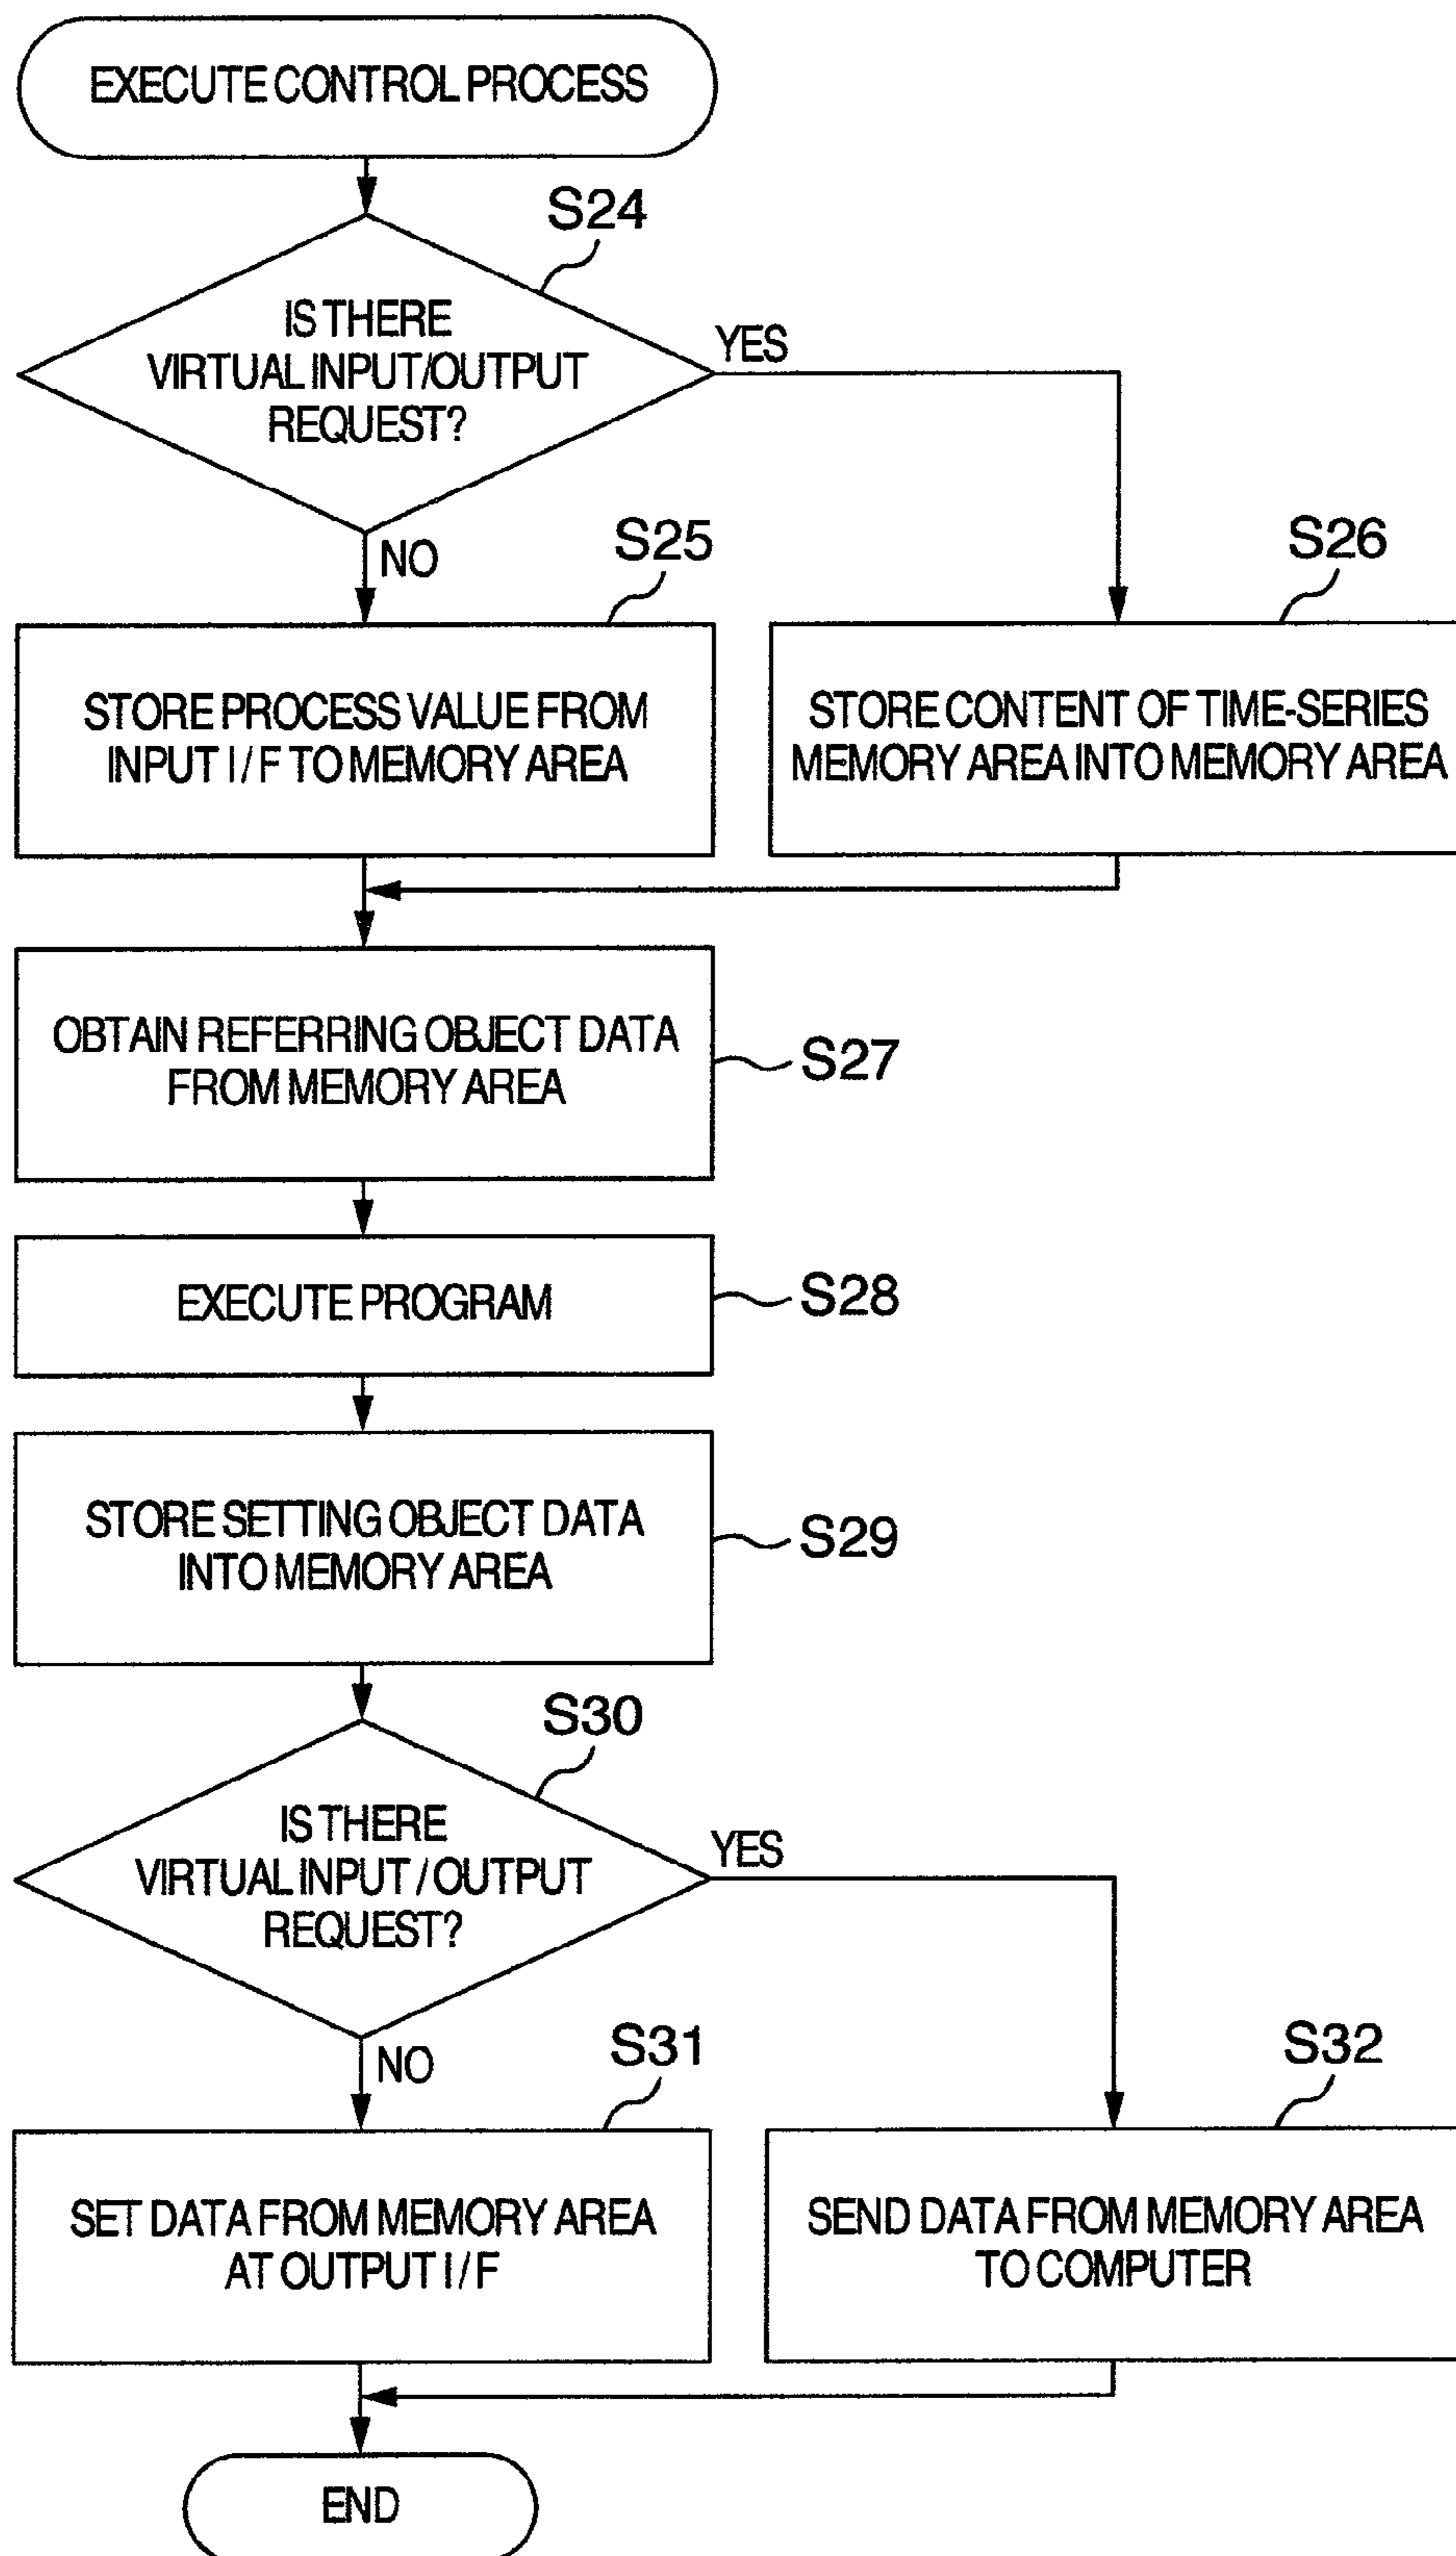 EXECUTE CONTROL PROCESS
S24
IS THERE
VIRTUAL INPUT/OUTPUT
REQUEST?
YES
NO
S25
S26
STORE PROCESS VALUE FROM
INPUT I/F TO MEMORY AREA
STORE CONTENT OF TIME-SERIES
MEMORY AREA INTO MEMORY AREA
OBTAIN REFERRING OBJECT DATA
FROM MEMORY AREA
S27
EXECUTE PROGRAM
S28
STORE SETTING OBJECT DATA
INTO MEMORY AREA
S29
S30
IS THERE
VIRTUAL INPUT / OUTPUT
REQUEST?
YES
NO
S31
S32
SET DATA FROM MEMORY AREA
AT OUTPUT I / F
SEND DATA FROM MEMORY AREA
TO COMPUTER
END